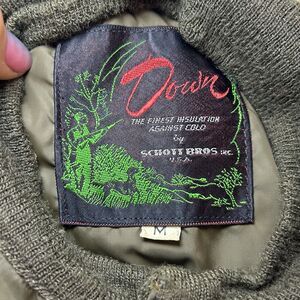 Down
THE FINEST INSULATION
AGAINST COLD
by
SCHOTT BROS INC.
U.S.A.
M